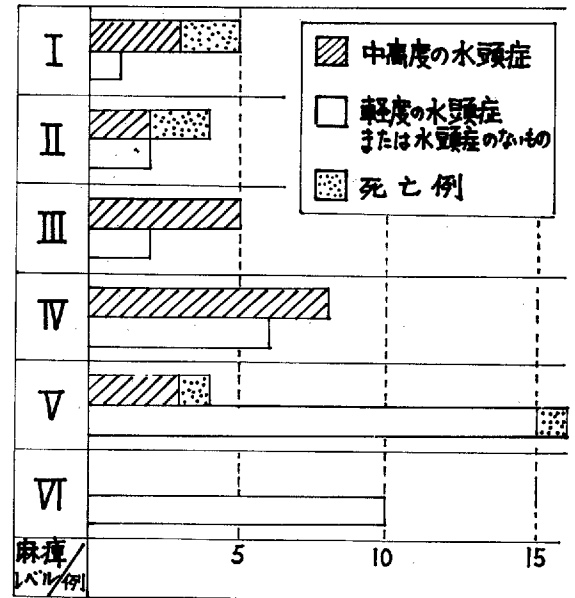 I
II
III
IV
V
VI
中高度の水頭症
軽度の水頭症
または水頭症のないもの
死亡例
麻痺
レベル/例
5
10
15